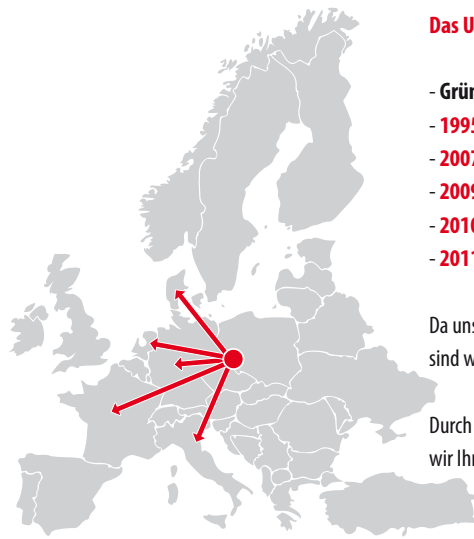 Das U
- Grün
- 1995
- 2007
- 2009
- 2010
- 2011
Da uns
sind w
Durch
wir Ihr